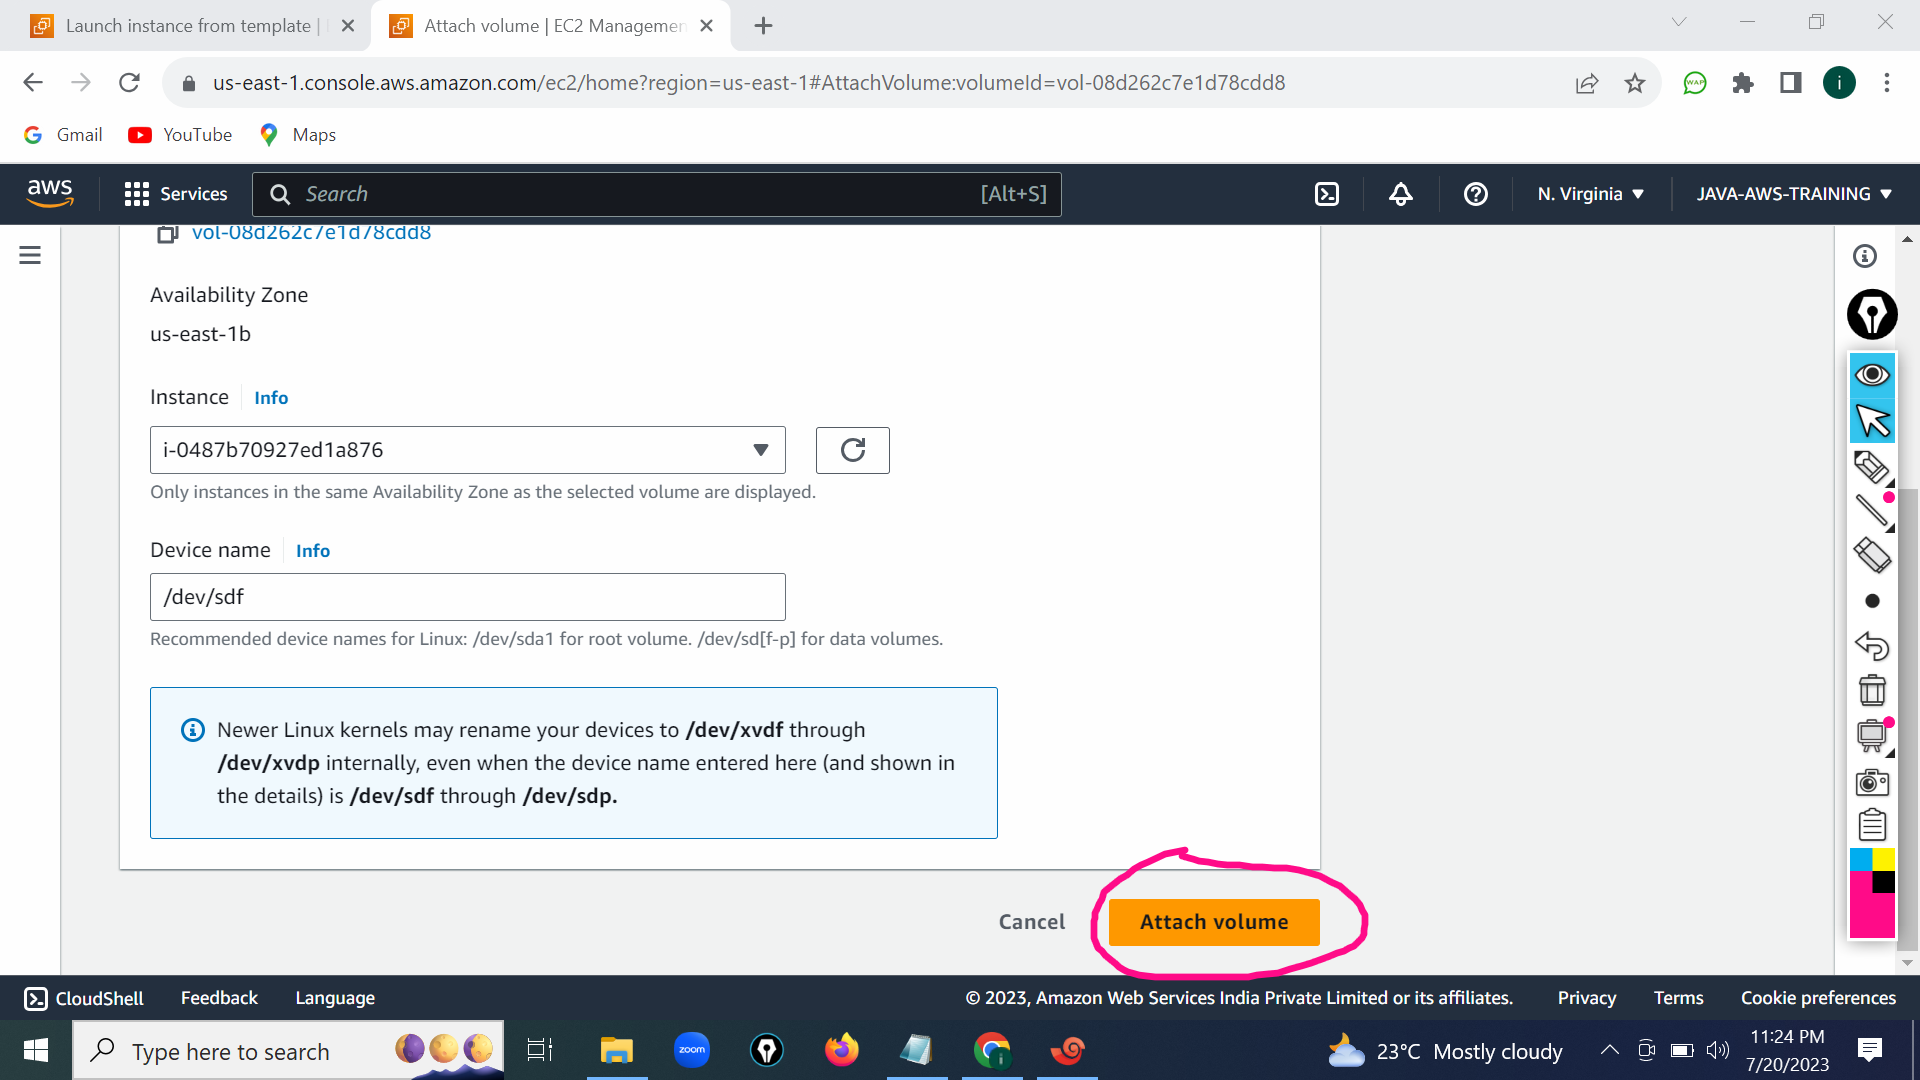 Launch instance from template |
Attach volume | EC2 Managemen
us-east-1.console.aws.amazon.com/ec2/home?region=us-east-1#AttachVolume:volumeId=vol-08d262c7e1d78cdd8
WAP
i
Gmail
YouTube
Maps
aws
Services
Search
[Alt+S]
N. Virginia
JAVA-AWS-TRAINING
vol-08d262c7e1d78cdd8
Availability Zone
us-east-1b
Instance
Info
i-0487b70927ed1a876
Only instances in the same Availability Zone as the selected volume are displayed.
Device name
Info
/dev/sdf
Recommended device names for Linux: /dev/sda1 for root volume. /dev/sd[f-p] for data volumes.
Newer Linux kernels may rename your devices to /dev/xvdf through
/dev/xvdp internally, even when the device name entered here (and shown in
the details) is /dev/sdf through /dev/sdp.
Cancel
Attach volume
CloudShell
Feedback
Language
© 2023, Amazon Web Services India Private Limited or its affiliates.
Privacy
Terms
Cookie preferences
Type here to search
zoom
i
23°C Mostly cloudy
11:24 PM
7/20/2023